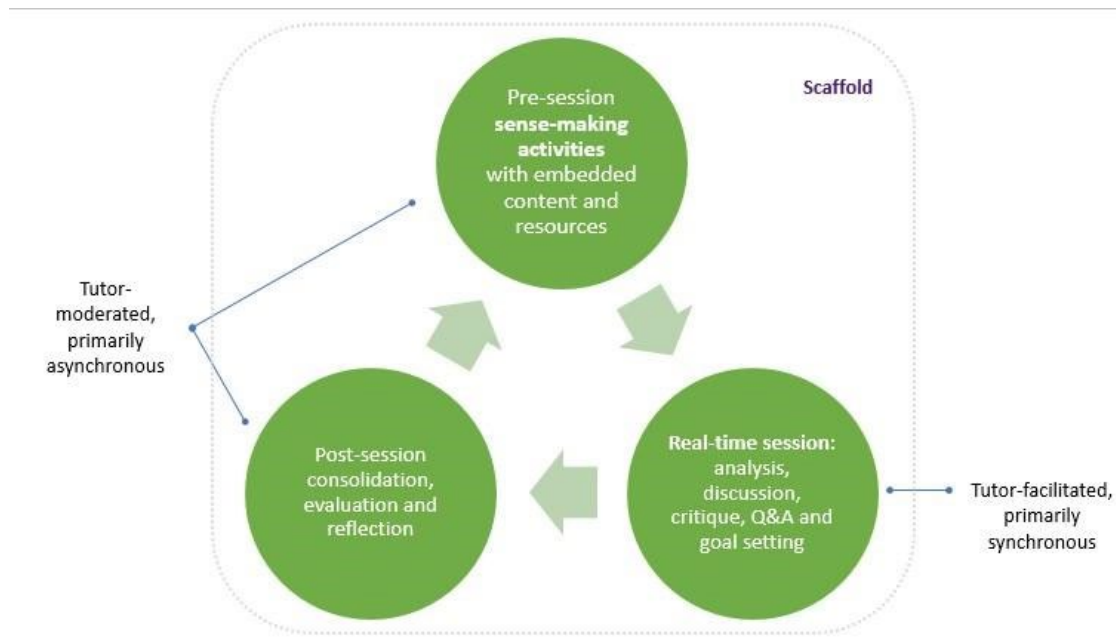 Scaffold
Pre-session
sense-making
activities
with embedded
content and
resources
Tutor-
moderated,
primarily
asynchronous
Real-time session:
analysis,
discussion,
critique, Q&A and
goal setting
Tutor-facilitated,
primarily
synchronous
Post-session
consolidation,
evaluation and
reflection